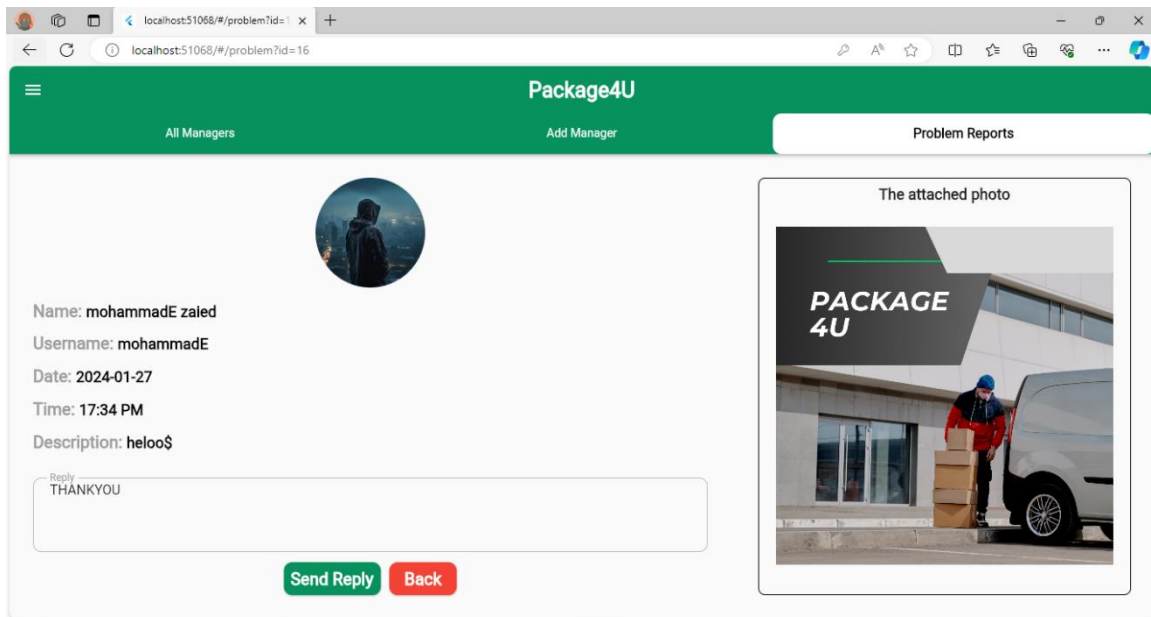 localhost:51068/#/problem?id=1
localhost:51068/#/problem?id=16
Package4U
All Managers
Add Manager
Problem Reports
The attached photo
PACKAGE
4U
Name: mohammadE zaied
Username: mohammadE
Date: 2024-01-27
Time: 17:34 PM
Description: heloo$
Reply
THANKYOU
Send Reply
Back